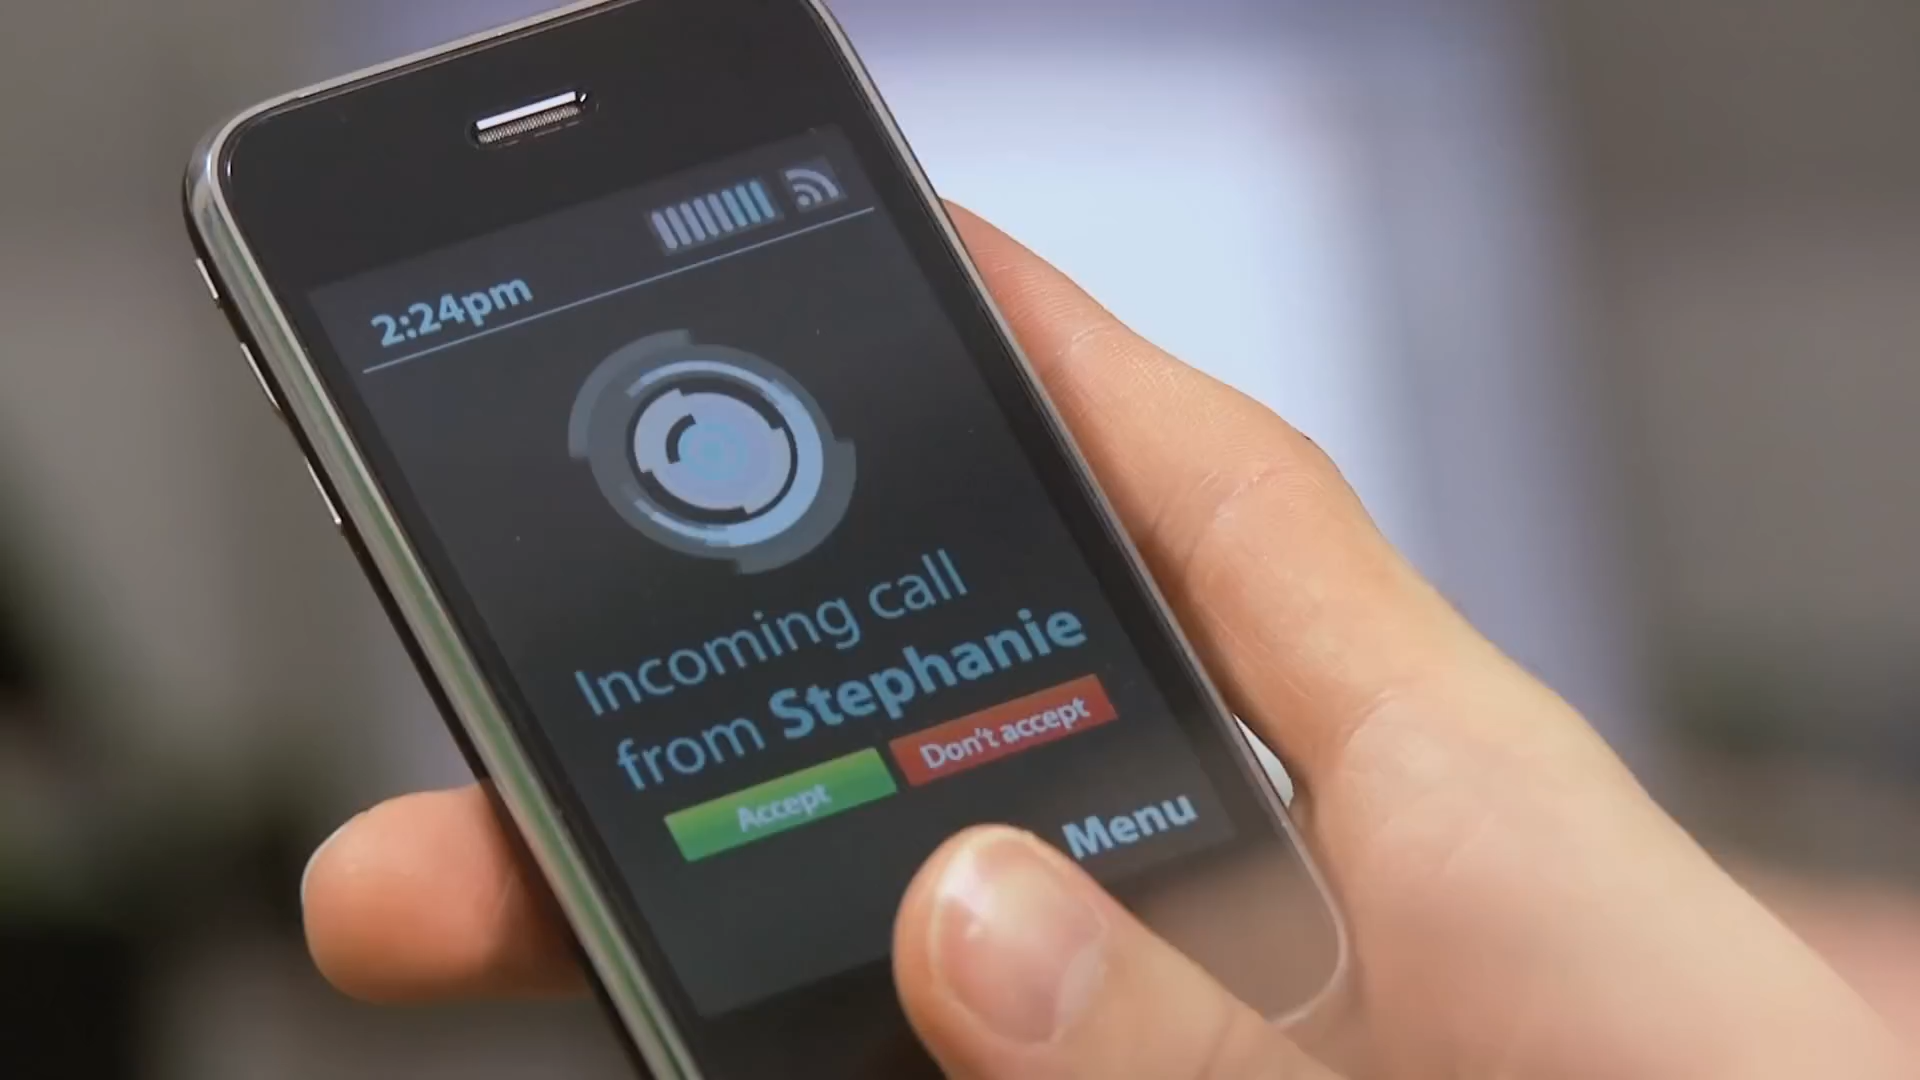 2:24pm
Incoming call
from Stephanie
Accept
Don't accept
Menu